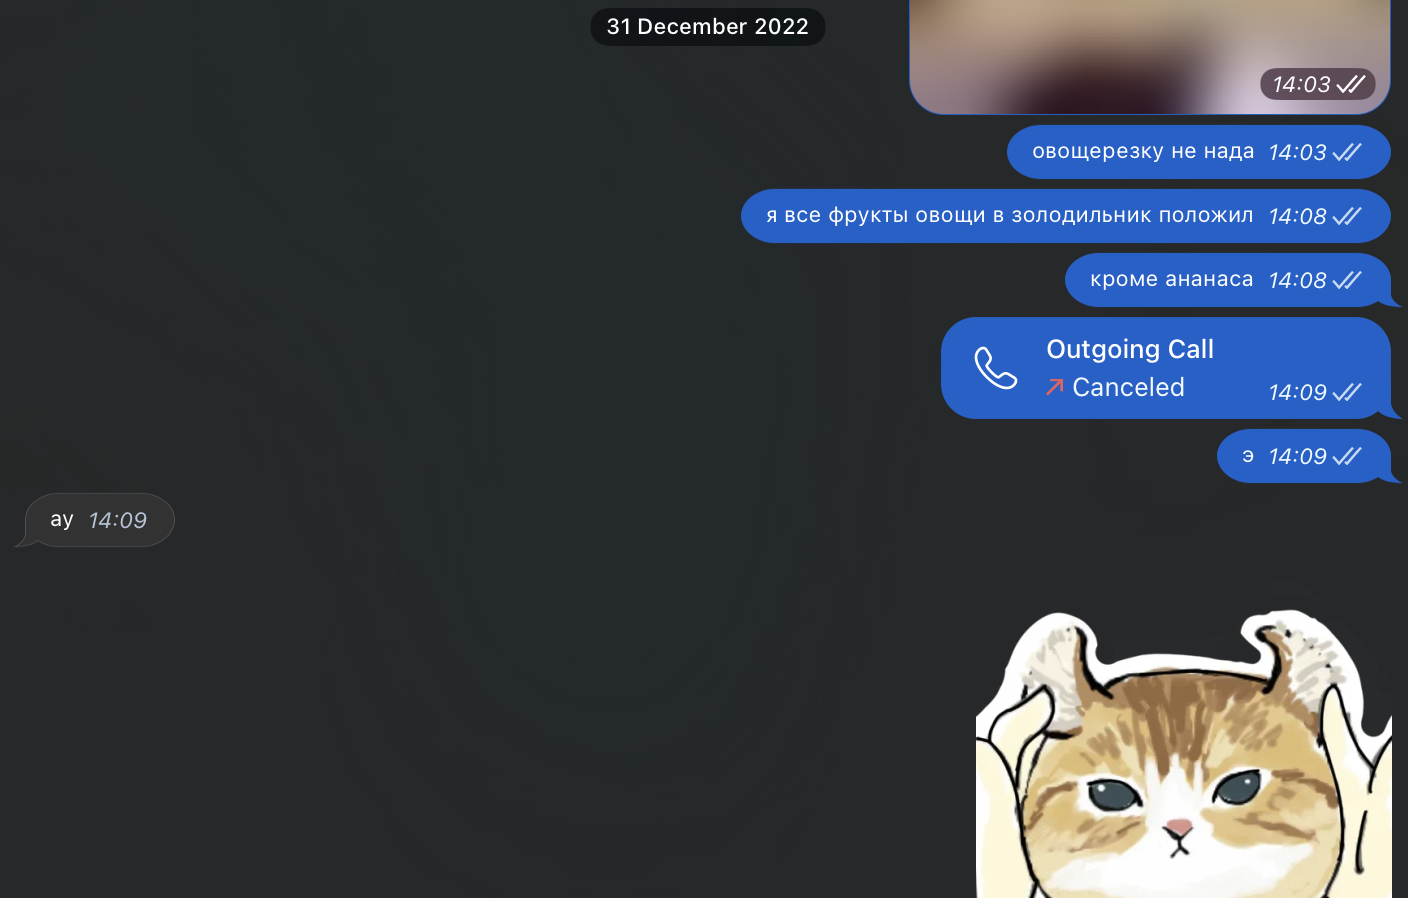 31 December 2022
14:03
овощерезку не нада 14:03
я все фрукты овощи в золодильник положил 14:08
кроме ананаса 14:08
Outgoing Call
Canceled 14:09
э 14:09
ау 14:09